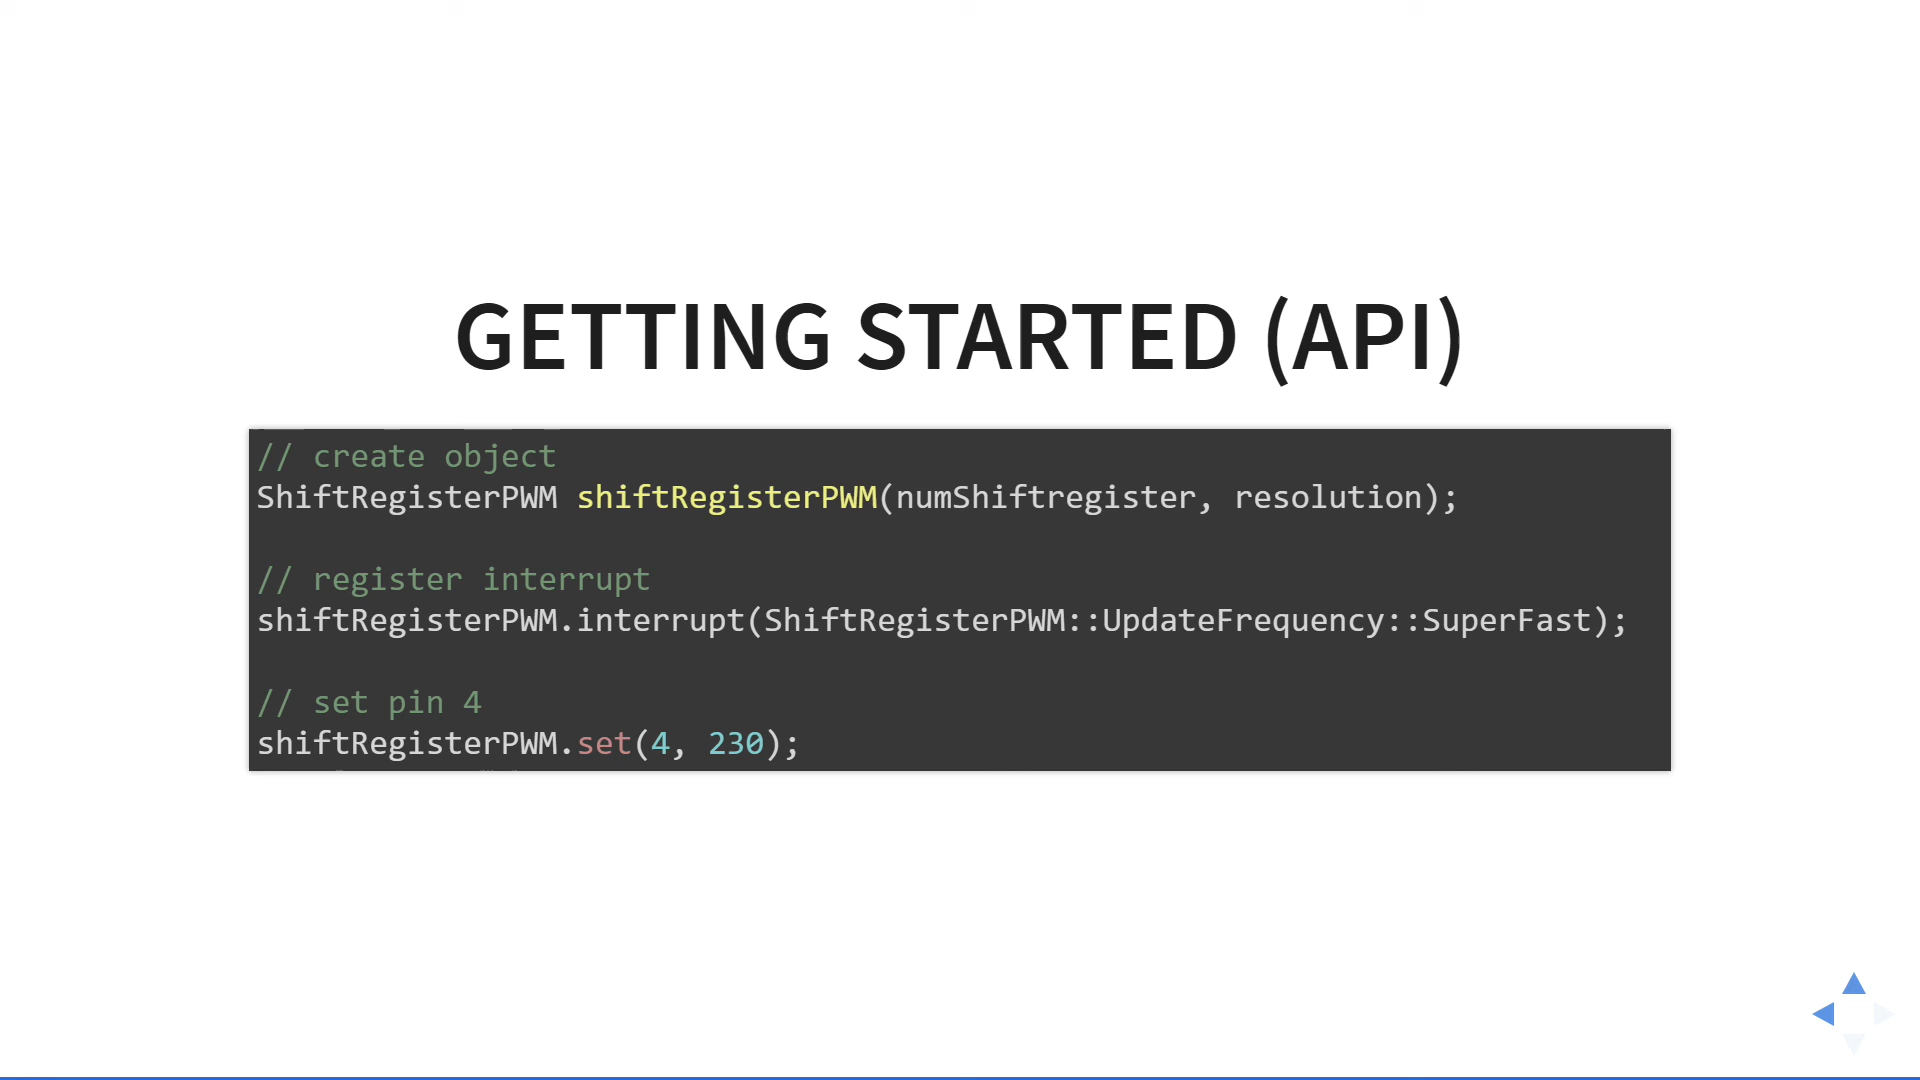 GETTING STARTED (API)
// create object
ShiftRegisterPWM shiftRegisterPWM(numShiftregister, resolution);
// register interrupt
shiftRegisterPWM.interrupt(ShiftRegisterPWM::UpdateFrequency::SuperFast);
// set pin 4
shiftRegisterPWM.set(4, 230);